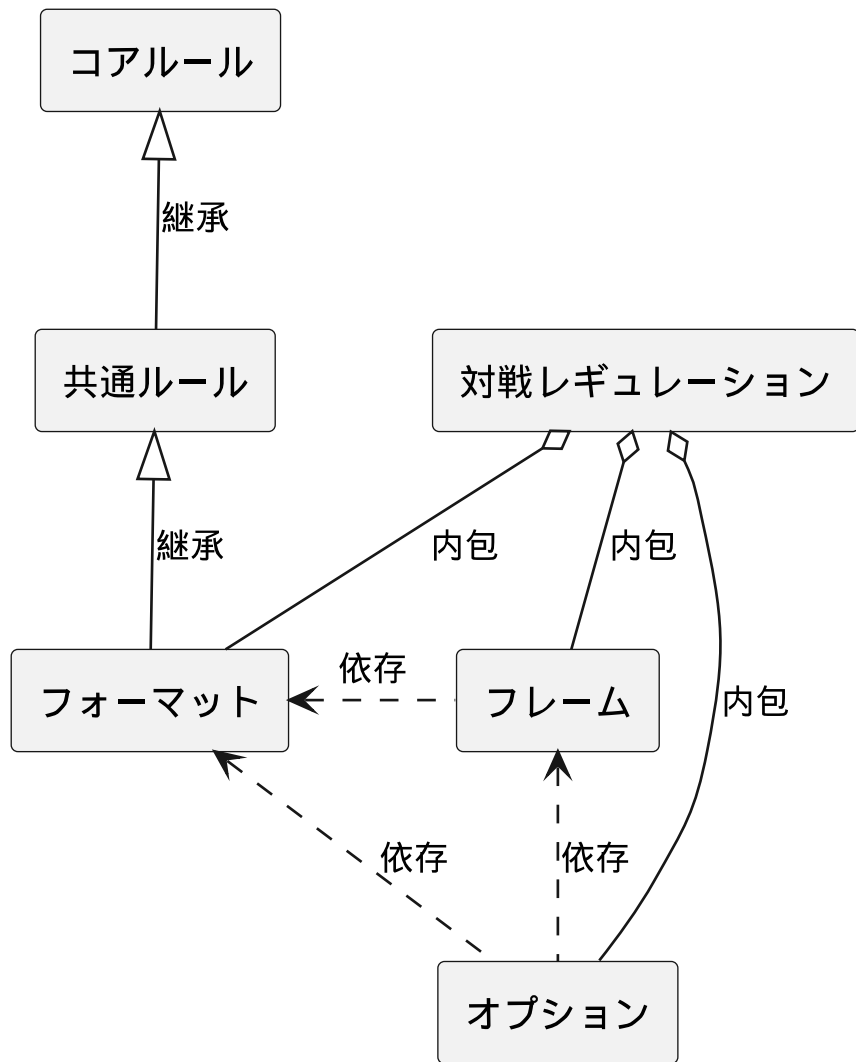 コアルール
継承
共通ルール
対戦レギュレーション
継承
内包
内包
依存
フォーマット
フレーム
内包
依存
依存
オプション